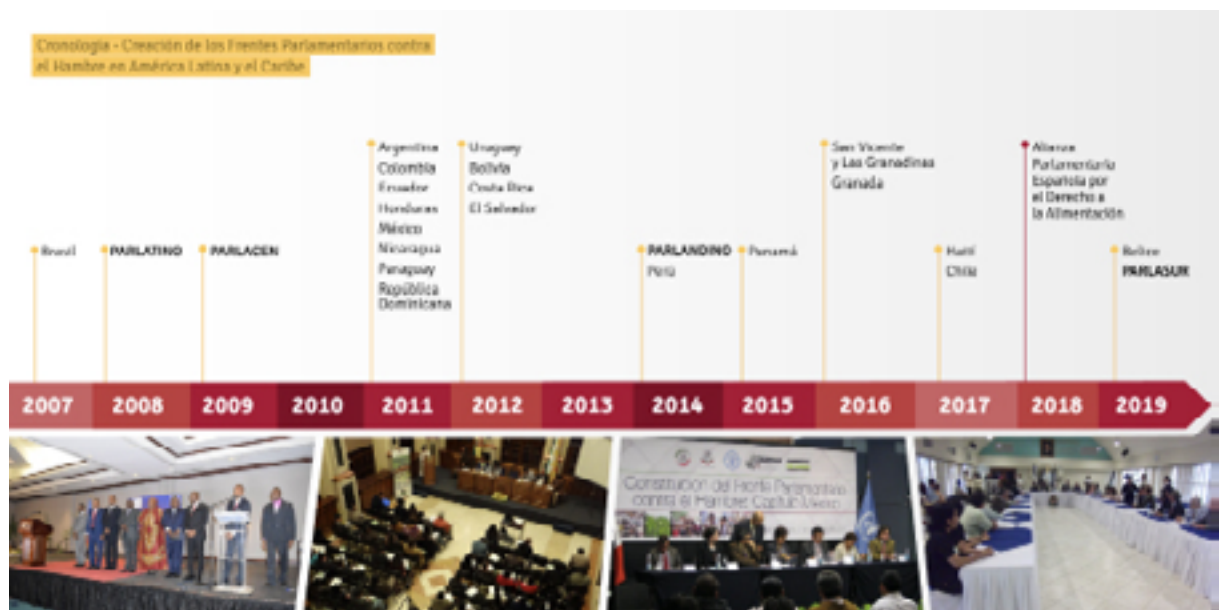 Cronología - Creación de los Frentes Parlamentarios contra
el Hambre en América Latina y el Caribe
Brasil
PARLATINO
PARLACEN
Argentina
Colombia
Ecuador
Honduras
México
Nicaragua
Paraguay
República
Dominicana
Uruguay
Bolivia
Costa Rica
El Salvador
PARLANDINO
Perú
Panamá
San Vicente
y Las Granadinas
Granada
Haití
Chile
Alianza
Parlamentaria
Española por
el Derecho a
la Alimentación
Belice
PARLASUR
2007 2008 2009 2010 2011 2012 2013 2014 2015 2016 2017 2018 2019
Constitución del Frente Parlamentario
contra el Hambre, Capítulo México